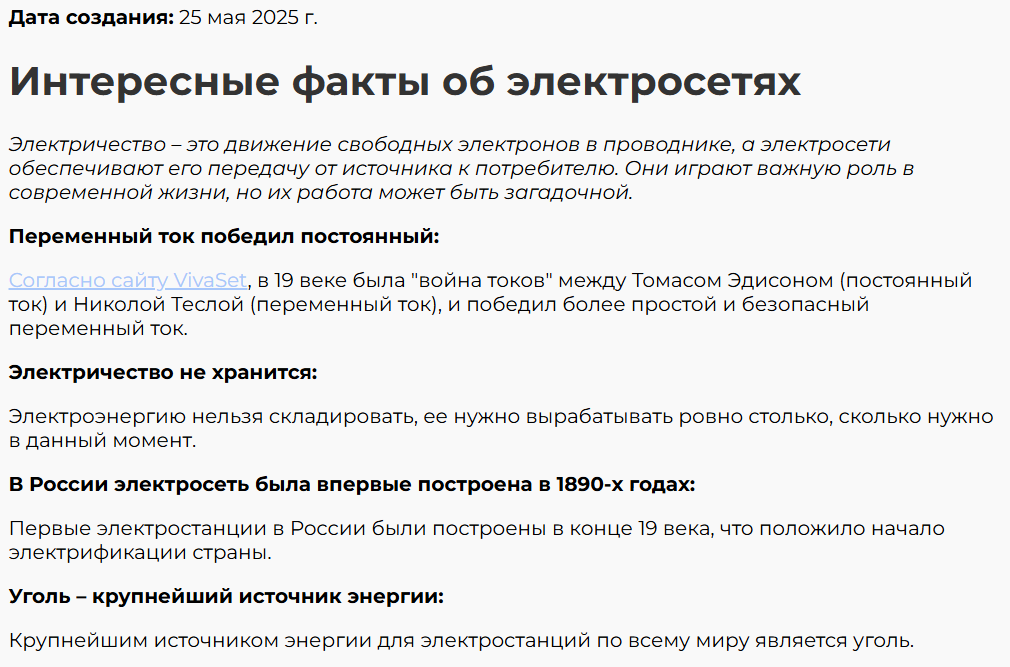 Дата создания: 25 мая 2025 г.
Интересные факты об электросетях
Электричество – это движение свободных электронов в проводнике, а электросети
обеспечивают его передачу от источника к потребителю. Они играют важную роль в
современной жизни, но их работа может быть загадочной.
Переменный ток победил постоянный:
Согласно сайту VivaSet, в 19 веке была "война токов" между Томасом Эдисоном (постоянный
ток) и Николой Теслой (переменный ток), и победил более простой и безопасный
переменный ток.
Электричество не хранится:
Электроэнергию нельзя складировать, ее нужно вырабатывать ровно столько, сколько нужно
в данный момент.
В России электросеть была впервые построена в 1890-х годах:
Первые электростанции в России были построены в конце 19 века, что положило начало
электрификации страны.
Уголь – крупнейший источник энергии:
Крупнейшим источником энергии для электростанций по всему миру является уголь.